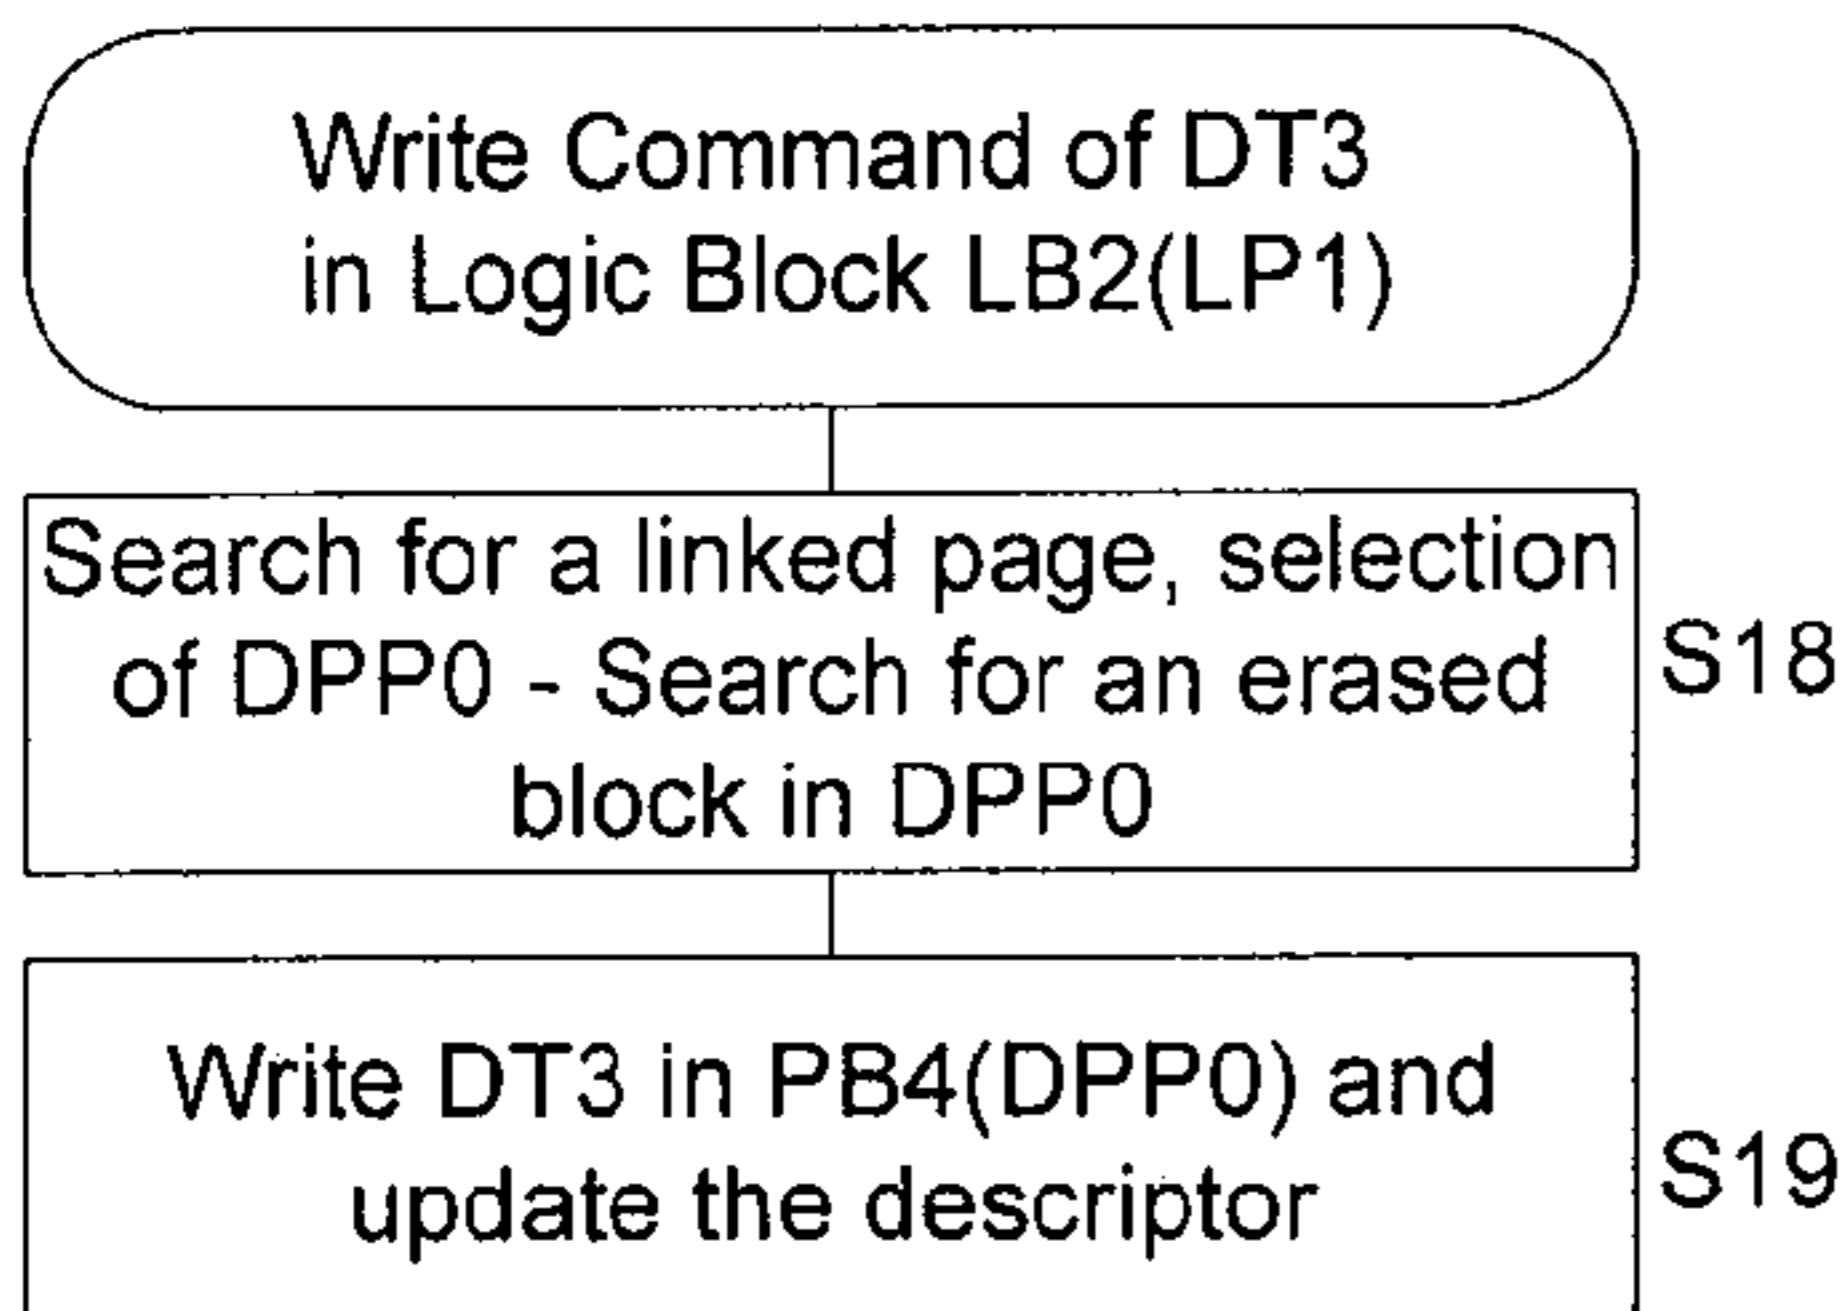 Write Command of DT3
in Logic Block LB2(LP1)
Search for a linked page, selection
of DPP0 - Search for an erased
block in DPP0
S18
Write DT3 in PB4(DPP0) and
update the descriptor
S19